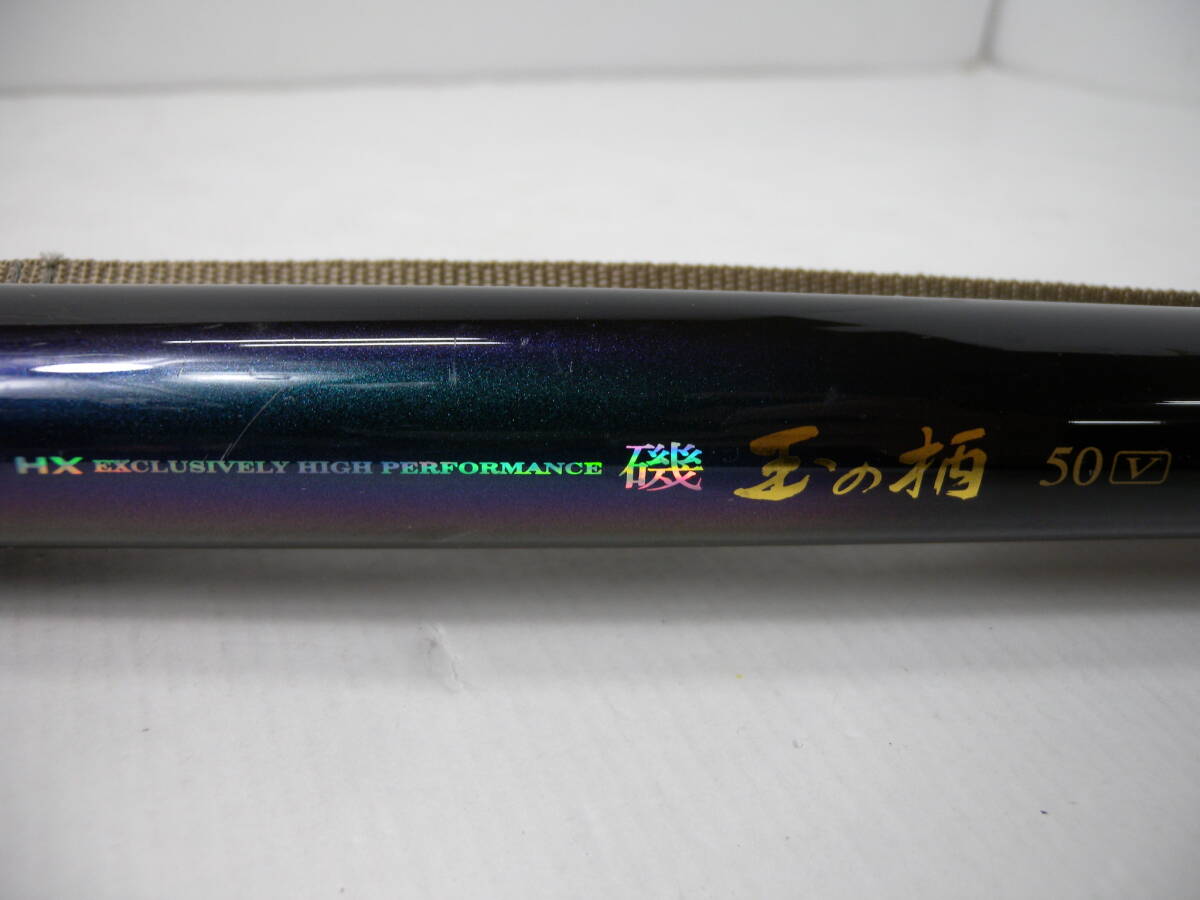 HX EXCLUSIVELY HIGH PERFORMANCE 磯 玉の柄 50 V